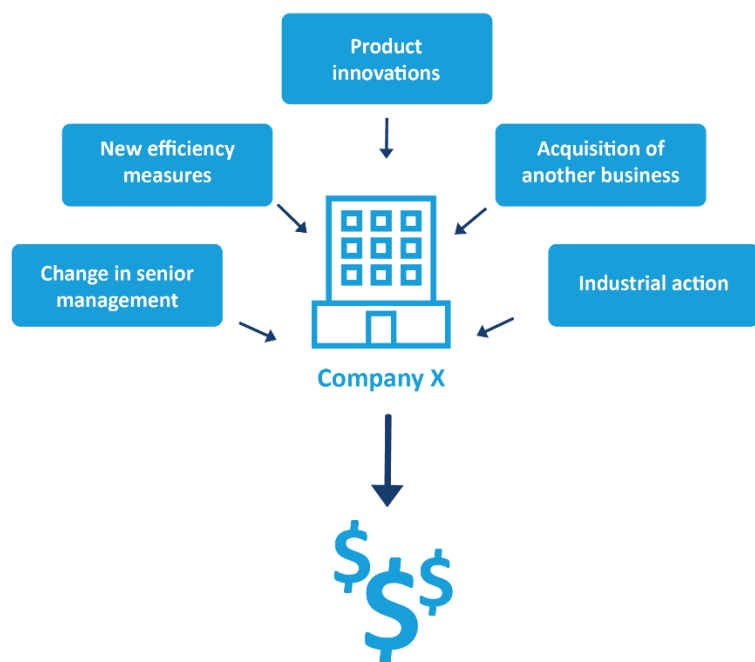 Product
innovations
New efficiency
measures
Acquisition of
another business
Change in senior
management
Industrial action
Company X
$
$
$